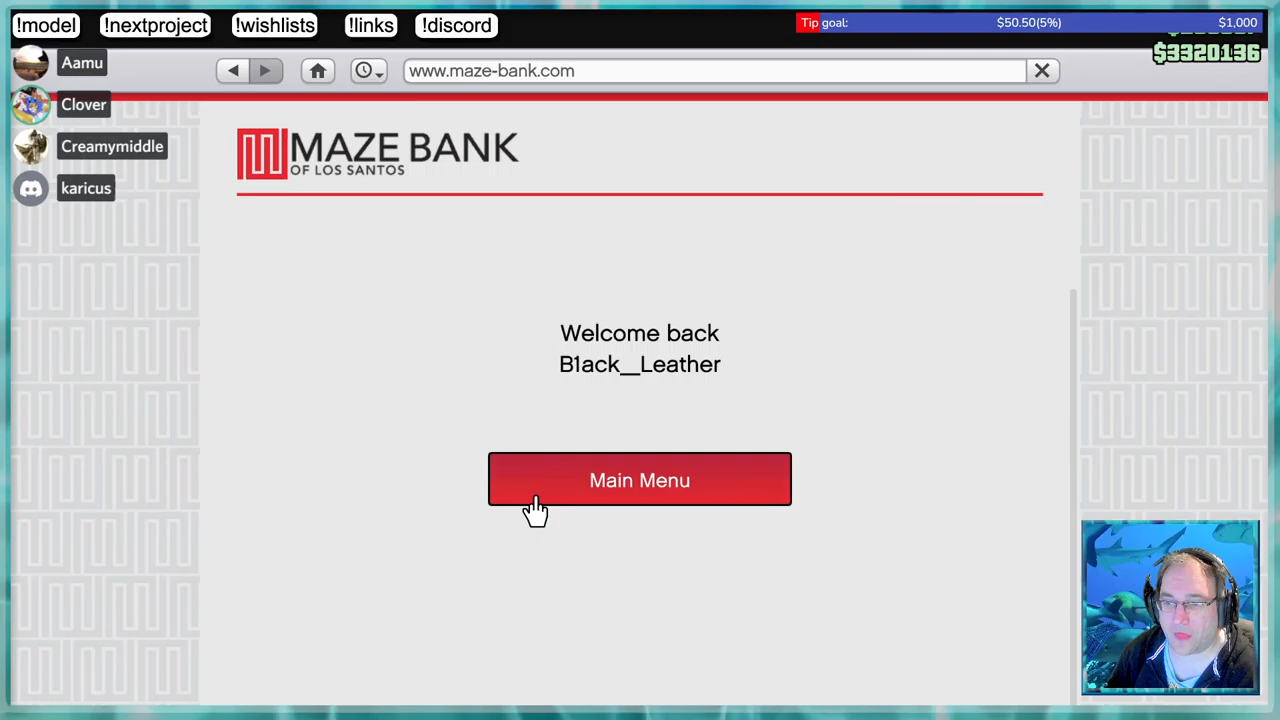 !model !nextproject !wishlists !links !discord
Tip goal: $50.50(5%) $1,000
$3320136
Aamu
Clover
Creamymiddle
karicus
www.maze-bank.com
MAZE BANK
OF LOS SANTOS
Welcome back
B1ack__Leather
Main Menu